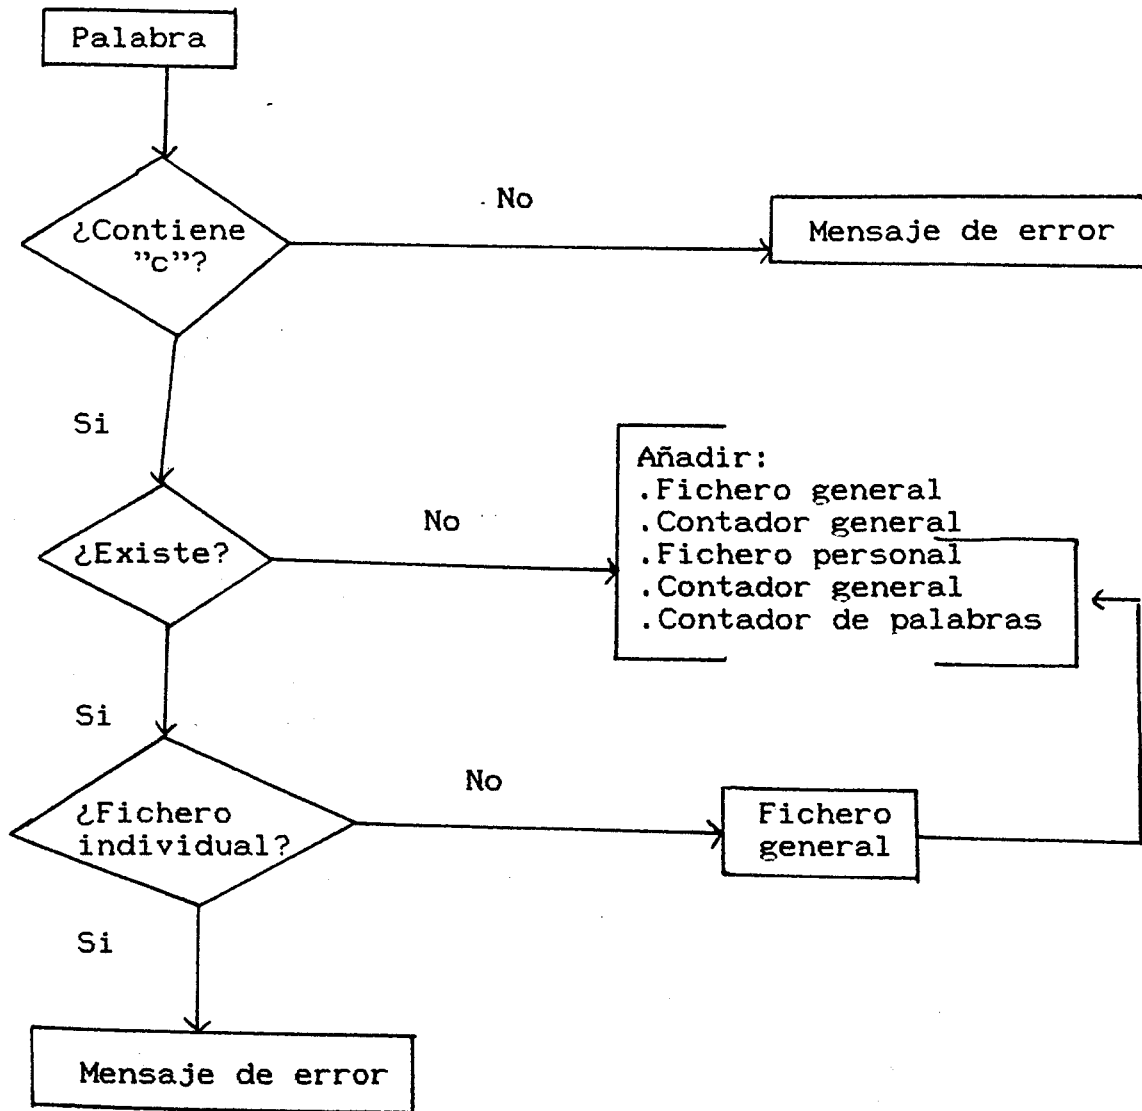 Palabra
¿Contiene
"c"?
No
Mensaje de error
Si
¿Existe?
No
Añadir:
.Fichero general
.Contador general
.Fichero personal
.Contador general
.Contador de palabras
Si
¿Fichero
individual?
No
Fichero
general
Si
Mensaje de error